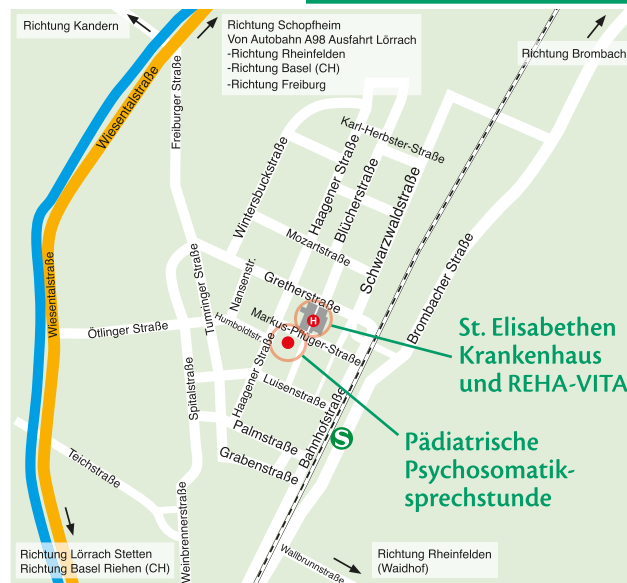 Richtung Kandern
Richtung Schopfheim
Von Autobahn A98 Ausfahrt Lörrach
-Richtung Rheinfelden
-Richtung Basel (CH)
-Richtung Freiburg
Richtung Brombach
Wiesentalstraße
Freiburger Straße
Karl-Herbster-Straße
Wintersbuckstraße
Haagener Straße
Blücherstraße
Schwarzwaldstraße
Mozartstraße
Brombacher Straße
Wiesentalstraße
Tumringer Straße
Nansenstr.
Gretherstraße
H
Ötlinger Straße
Humboldtstr.
Markus-Pflüger-Straße
St. Elisabethen
Krankenhaus
und REHA-VITA
Spitalstraße
Haagener Straße
Luisenstraße
Bahnhofstraße
Palmstraße
Grabenstraße
S
Pädiatrische
Psychosomatik-
sprechstunde
Teichstraße
Weinbrennerstraße
Wallbrunnstraße
Richtung Lörrach Stetten
Richtung Basel Riehen (CH)
Richtung Rheinfelden
(Waidhof)